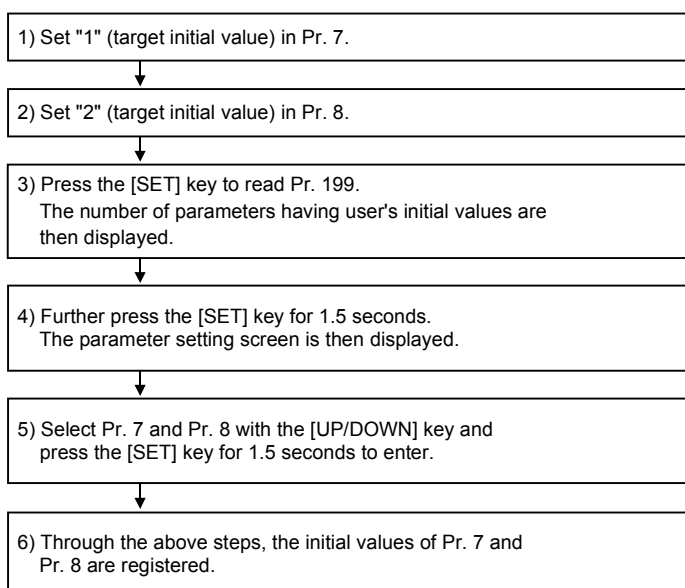 1) Set "1" (target initial value) in Pr. 7.
2) Set "2" (target initial value) in Pr. 8.
3) Press the [SET] key to read Pr. 199.
The number of parameters having user's initial values are
then displayed.
4) Further press the [SET] key for 1.5 seconds.
The parameter setting screen is then displayed.
5) Select Pr. 7 and Pr. 8 with the [UP/DOWN] key and
press the [SET] key for 1.5 seconds to enter.
6) Through the above steps, the initial values of Pr. 7 and
Pr. 8 are registered.